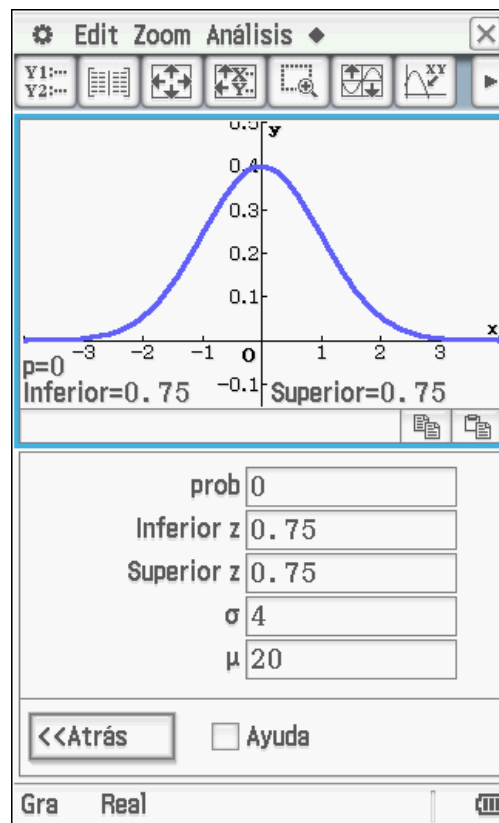 Edit Zoom Análisis
Y1:… XY
Y2:…
y
0.4
0.3
0.2
0.1
x
-3 -2 -1 0 1 2 3
p=0
-0.1
Inferior=0.75 Superior=0.75
prob 0
Inferior z 0.75
Superior z 0.75
σ 4
μ 20
<<Atrás Ayuda
Gra Real